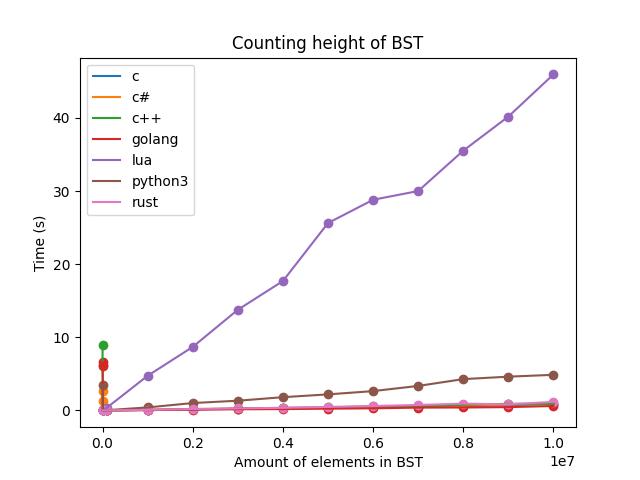 Counting height of BST
c
c#
c++
golang
lua
python3
rust
Time (s)
40
30
20
10
0
0.0 0.2 0.4 0.6 0.8 1.0
1e7
Amount of elements in BST